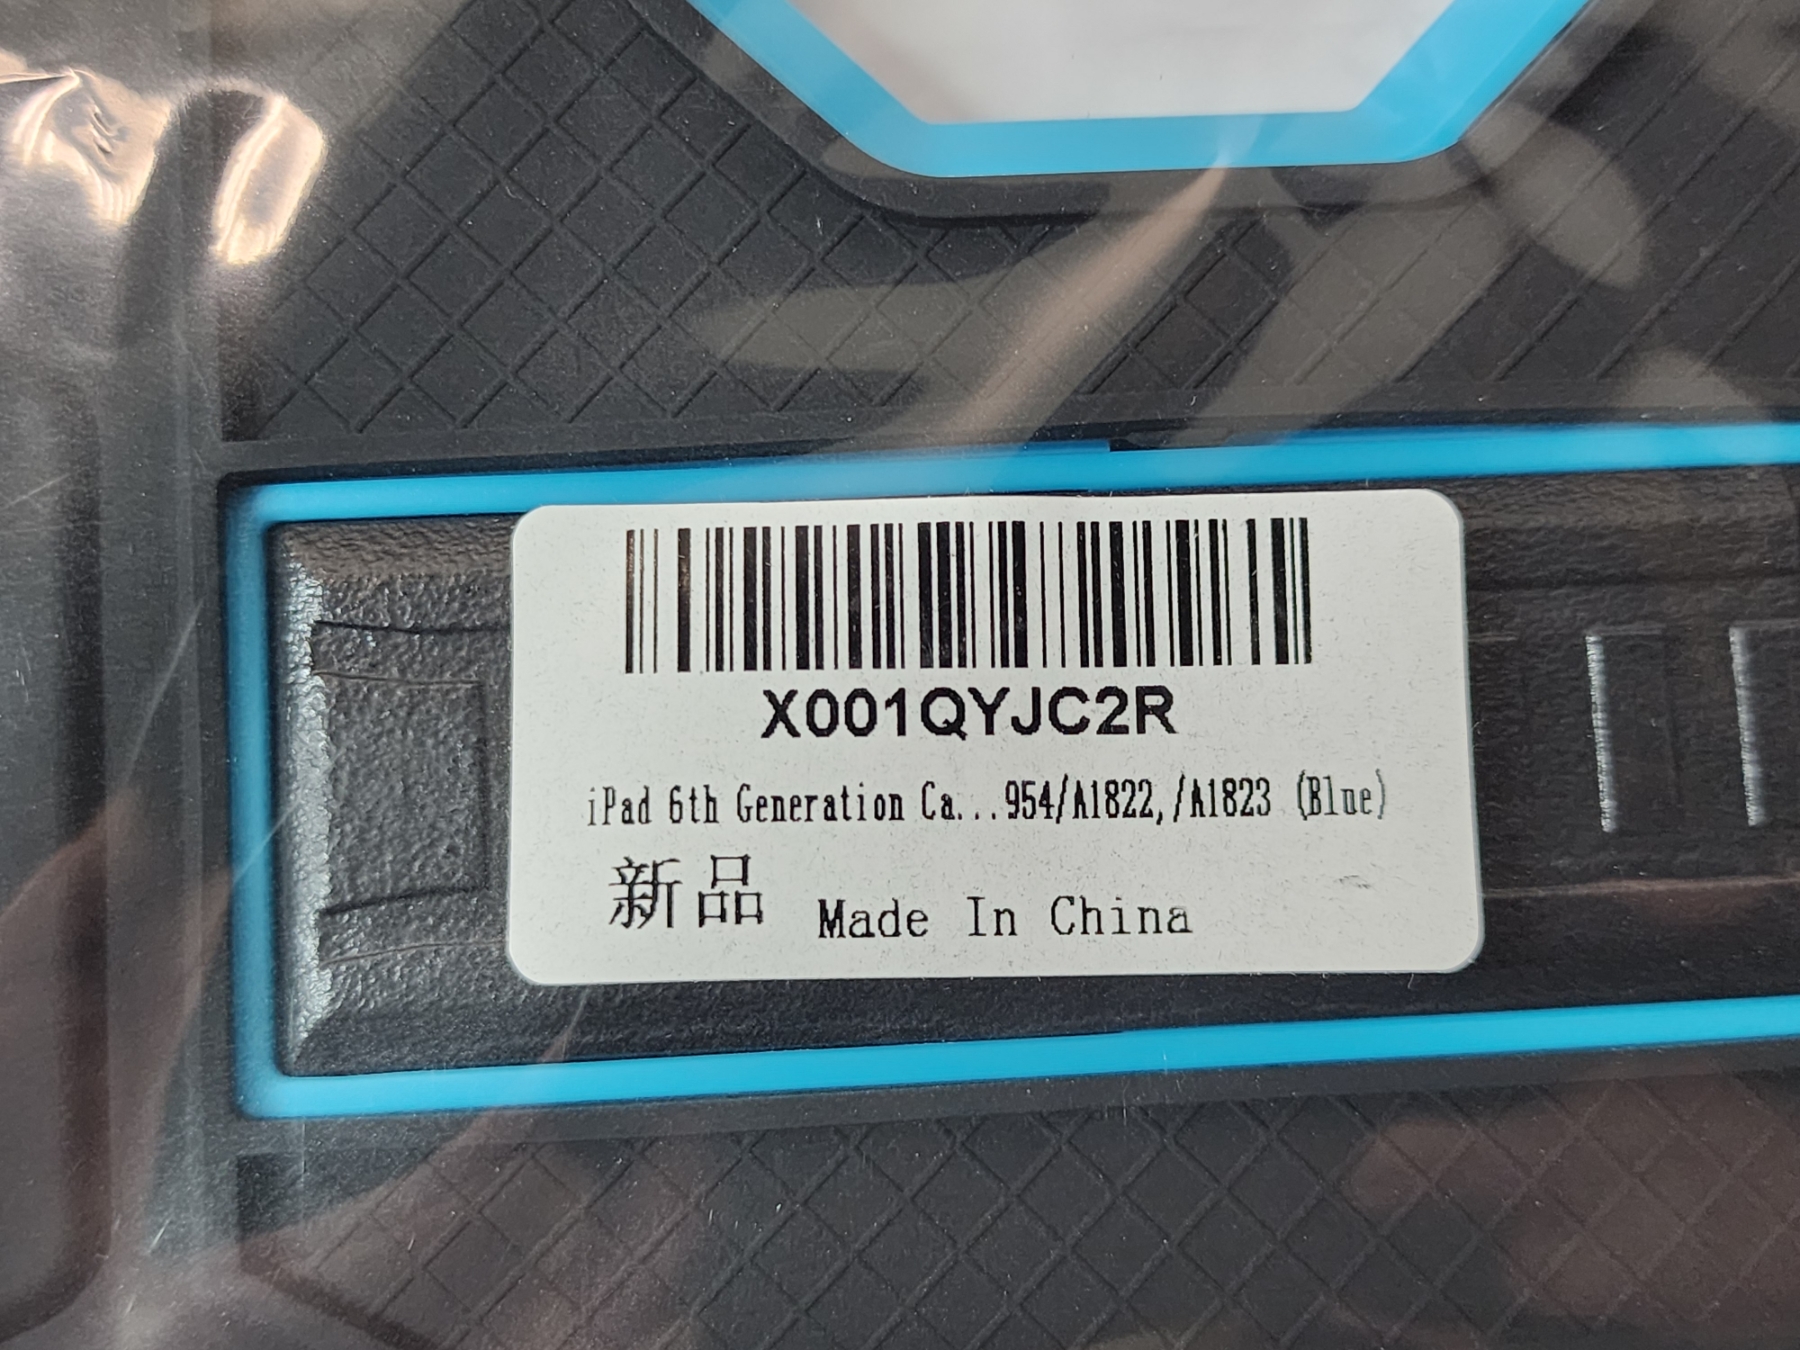 X001QYJC2R
iPad 6th Generation Ca...954/A1822,/A1823 (Blue)
新品 Made In China